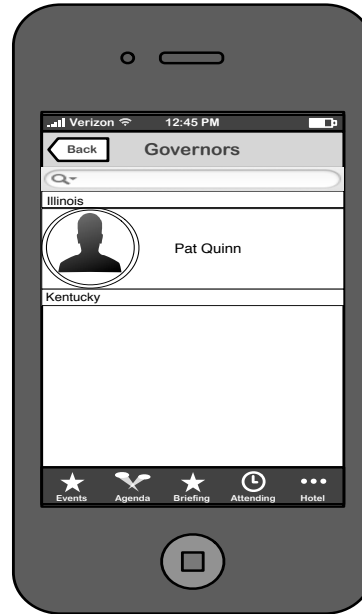 Verizon 12:45 PM
Back Governors
Illinois
Pat Quinn
Kentucky
Events Agenda Briefing Attending Hotel